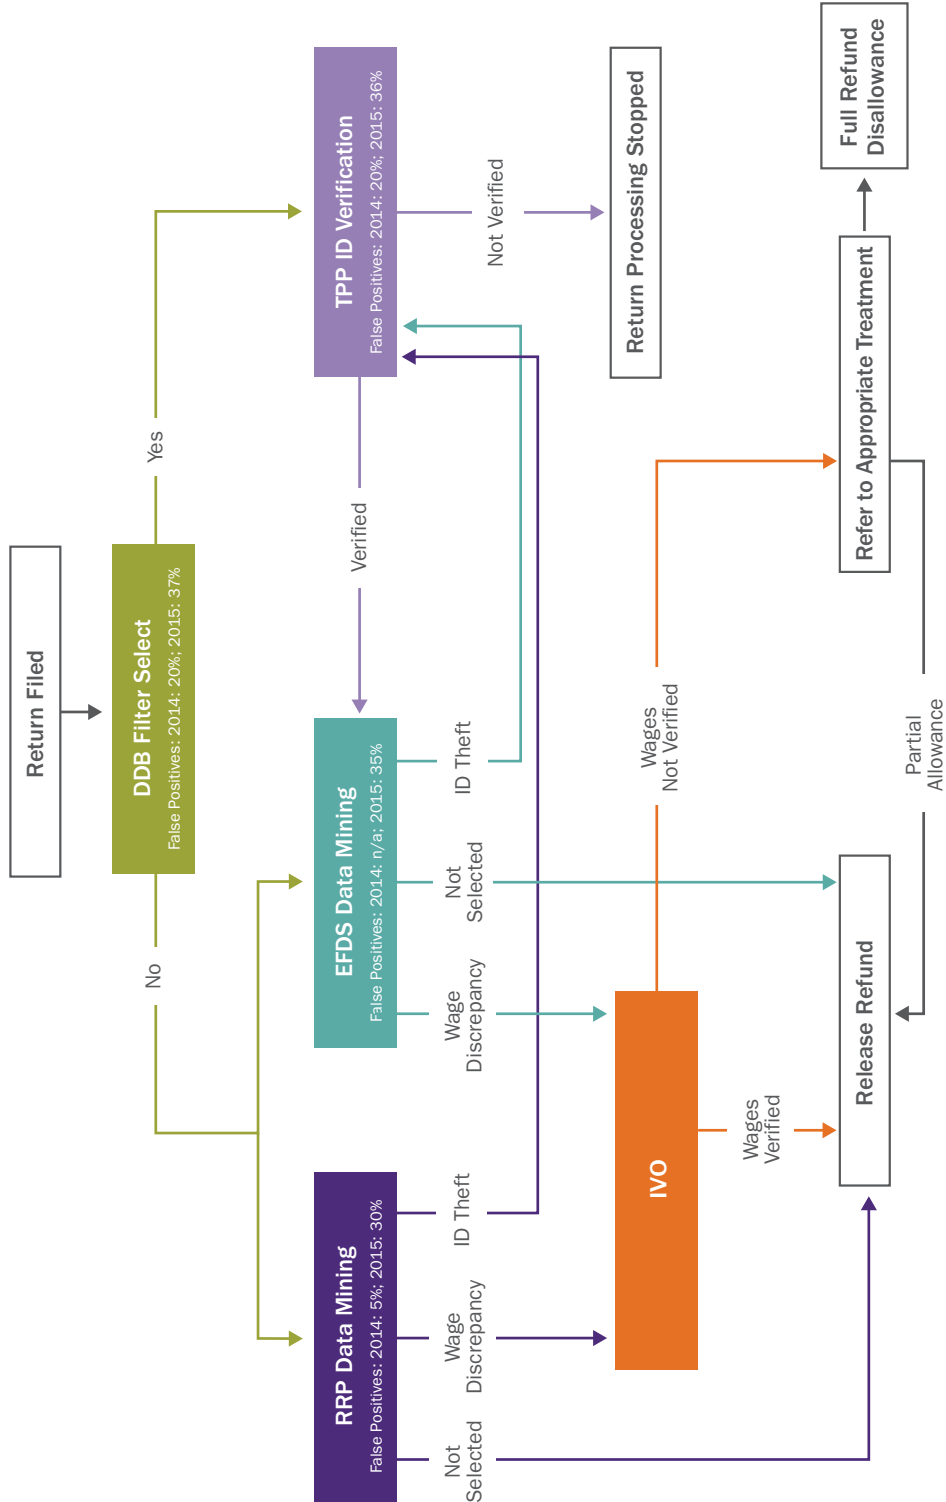 Return Filed
DDB Filter Select
False Positives: 2014: 20%; 2015: 37%
No
Yes
RRP Data Mining
False Positives: 2014: 5%; 2015: 30%
EFDS Data Mining
False Positives: 2014: n/a; 2015: 35%
Verified
TPP ID Verification
False Positives: 2014: 20%; 2015: 36%
Not
Selected
Wage
Discrepancy
ID Theft
Wage
Discrepancy
Not
Selected
ID Theft
Not Verified
IVO
Wages
Not Verified
Return Processing Stopped
Wages
Verified
Release Refund
Refer to Appropriate Treatment
Full Refund
Disallowance
Partial
Allowance